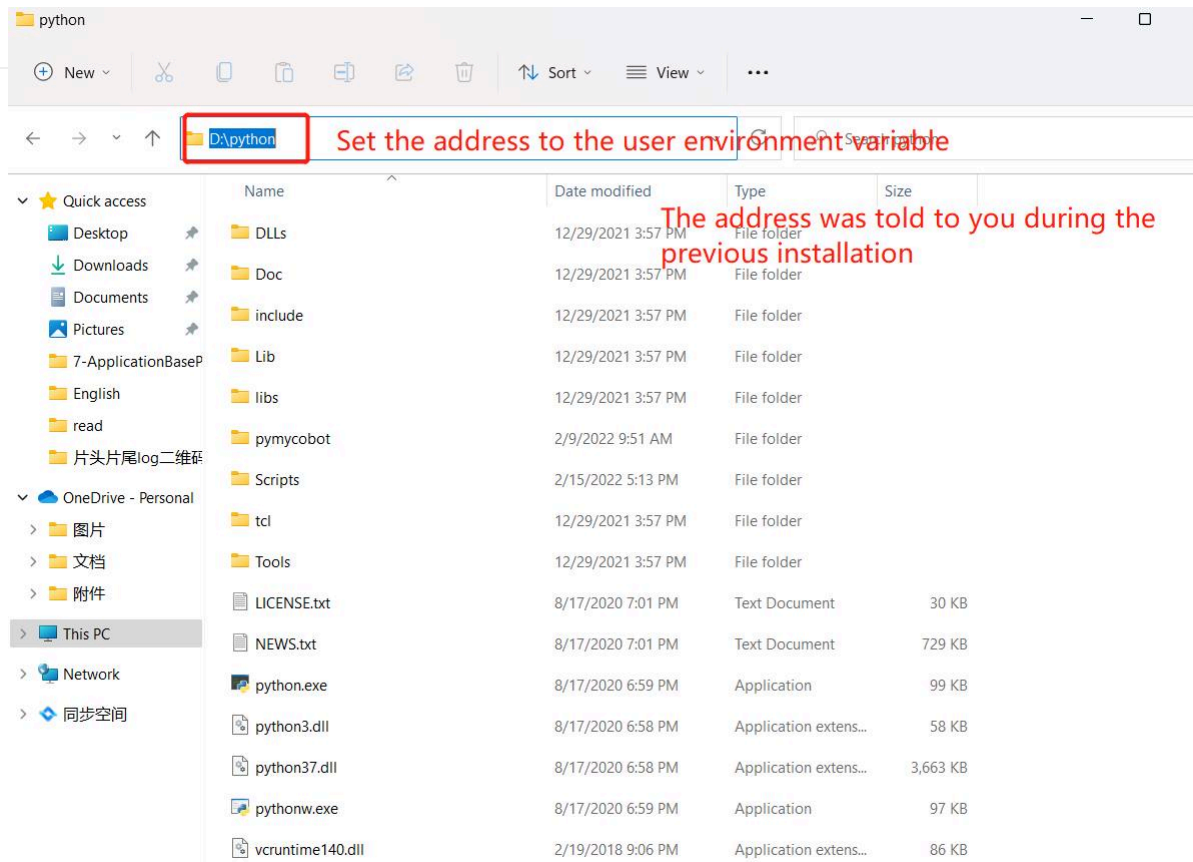 python
New Sort View ...
D:\python Set the address to the user environment variable Search python
Name Date modified Type Size
The address was told to you during the
previous installation
Quick access
Desktop
Downloads
Documents
Pictures
7-ApplicationBaseP
English
read
片头片尾log二维码
OneDrive - Personal
图片
文档
附件
This PC
Network
同步空间
DLLs 12/29/2021 3:57 PM File folder
Doc 12/29/2021 3:57 PM File folder
include 12/29/2021 3:57 PM File folder
Lib 12/29/2021 3:57 PM File folder
libs 12/29/2021 3:57 PM File folder
pymycobot 2/9/2022 9:51 AM File folder
Scripts 2/15/2022 5:13 PM File folder
tcl 12/29/2021 3:57 PM File folder
Tools 12/29/2021 3:57 PM File folder
LICENSE.txt 8/17/2020 7:01 PM Text Document 30 KB
NEWS.txt 8/17/2020 7:01 PM Text Document 729 KB
python.exe 8/17/2020 6:59 PM Application 99 KB
python3.dll 8/17/2020 6:58 PM Application extens... 58 KB
python37.dll 8/17/2020 6:58 PM Application extens... 3,663 KB
pythonw.exe 8/17/2020 6:59 PM Application 97 KB
vcruntime140.dll 2/19/2018 9:06 PM Application extens... 86 KB